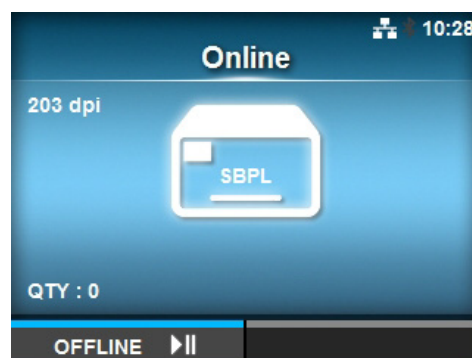 10:28
Online
203 dpi
SBPL
QTY : 0
OFFLINE